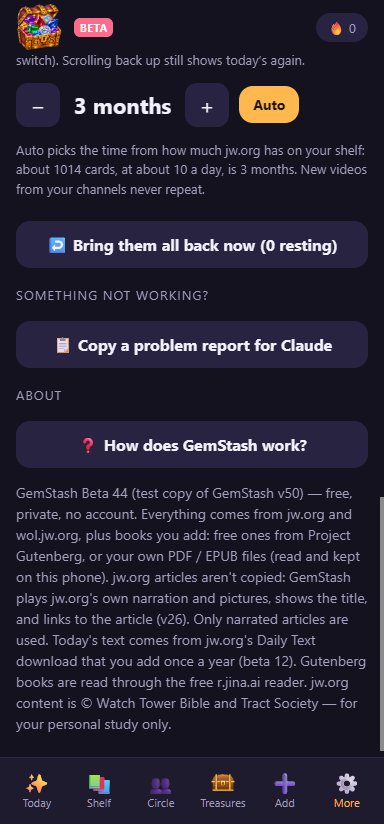 BETA
0
switch). Scrolling back up still shows today's again.
− 3 months + Auto
Auto picks the time from how much jw.org has on your shelf:
about 1014 cards, at about 10 a day, is 3 months. New videos
from your channels never repeat.
Bring them all back now (0 resting)
SOMETHING NOT WORKING?
Copy a problem report for Claude
ABOUT
How does GemStash work?
GemStash Beta 44 (test copy of GemStash v50) — free,
private, no account. Everything comes from jw.org and
wol.jw.org, plus books you add: free ones from Project
Gutenberg, or your own PDF / EPUB files (read and kept
on this phone). jw.org articles aren't copied: GemStash
plays jw.org's own narration and pictures, shows the title,
and links to the article (v26). Only narrated articles are
used. Today's text comes from jw.org's Daily Text
download that you add once a year (beta 12). Gutenberg
books are read through the free r.jina.ai reader. jw.org
content is © Watch Tower Bible and Tract Society — for
your personal study only.
Today Shelf Circle Treasures Add More